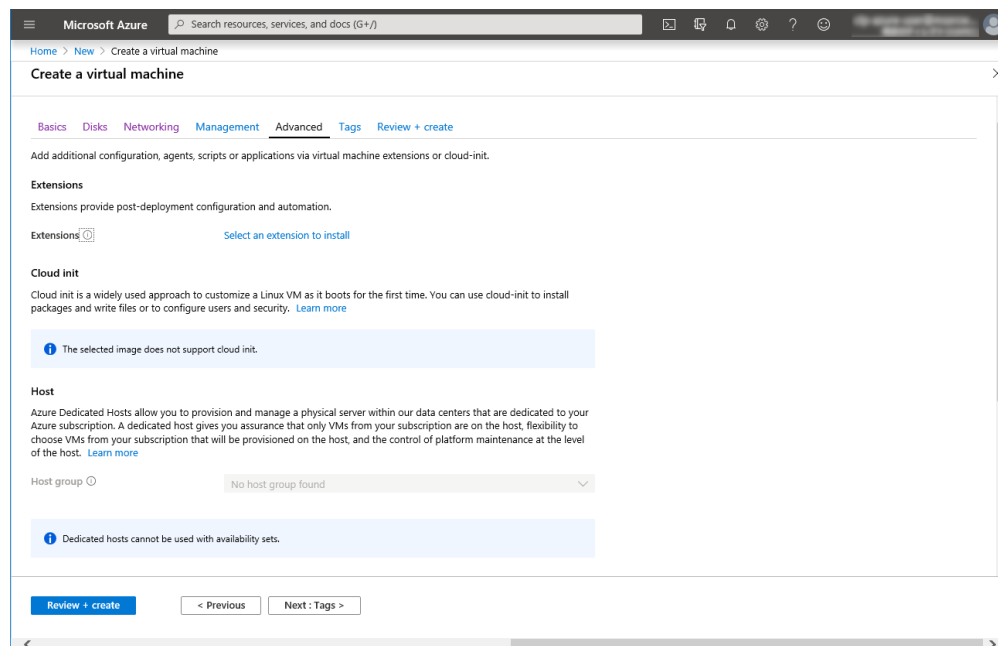 Microsoft Azure
Search resources, services, and docs (G+/)
Home > New > Create a virtual machine
Create a virtual machine
Basics Disks Networking Management Advanced Tags Review + create
Add additional configuration, agents, scripts or applications via virtual machine extensions or cloud-init.
Extensions
Extensions provide post-deployment configuration and automation.
Extensions Select an extension to install
Cloud init
Cloud init is a widely used approach to customize a Linux VM as it boots for the first time. You can use cloud-init to install
packages and write files or to configure users and security. Learn more
The selected image does not support cloud init.
Host
Azure Dedicated Hosts allow you to provision and manage a physical server within our data centers that are dedicated to your
Azure subscription. A dedicated host gives you assurance that only VMs from your subscription are on the host, flexibility to
choose VMs from your subscription that will be provisioned on the host, and the control of platform maintenance at the level
of the host. Learn more
Host group No host group found
Dedicated hosts cannot be used with availability sets.
Review + create < Previous Next : Tags >